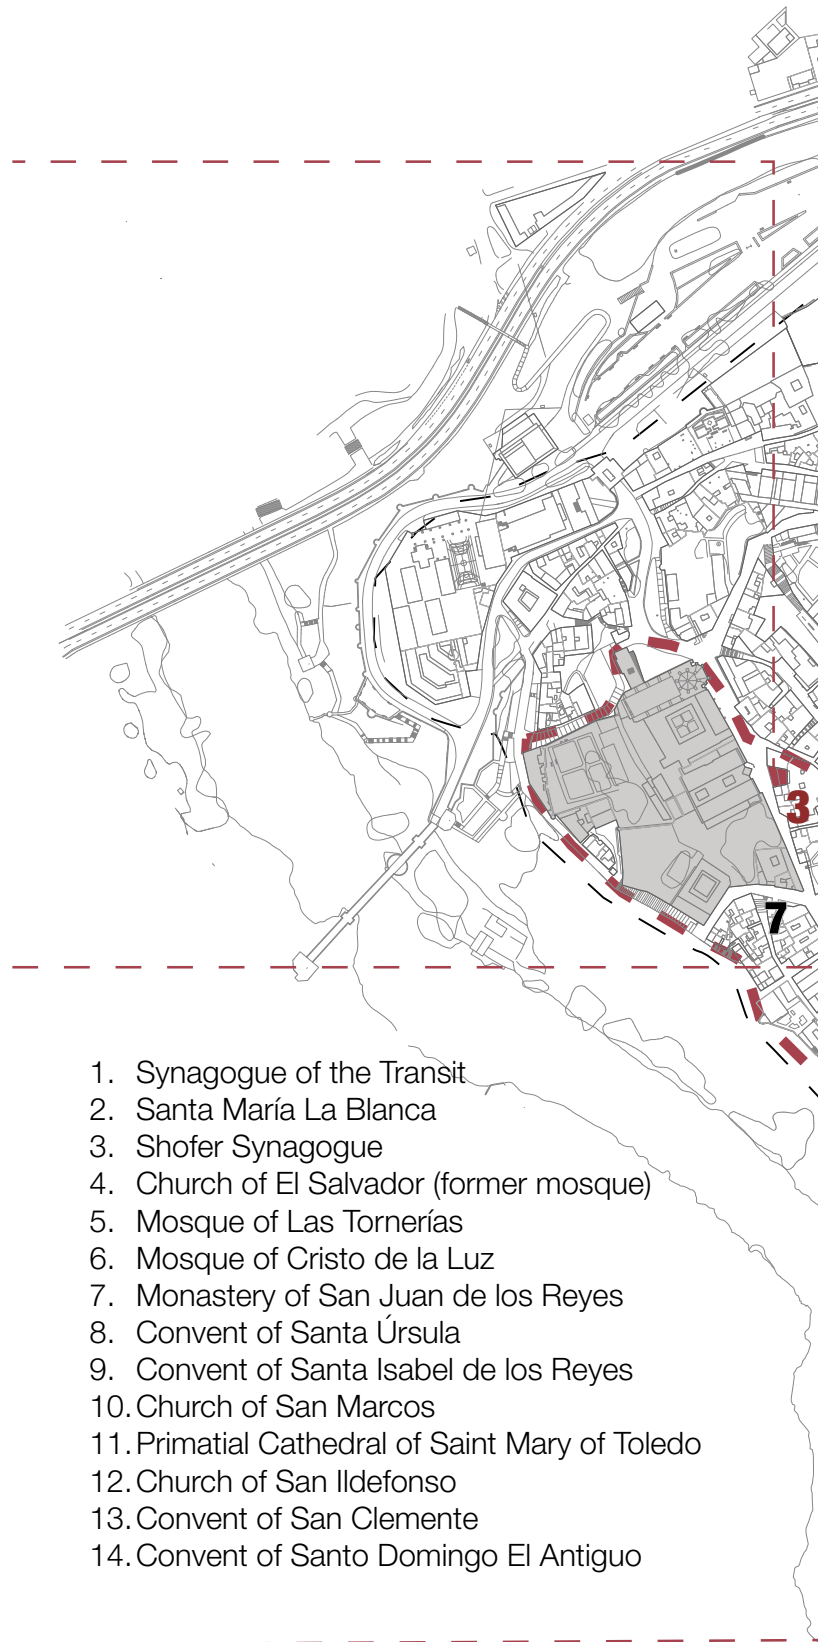 3
7
1. Synagogue of the Transit
2. Santa María La Blanca
3. Shofer Synagogue
4. Church of El Salvador (former mosque)
5. Mosque of Las Tornerías
6. Mosque of Cristo de la Luz
7. Monastery of San Juan de los Reyes
8. Convent of Santa Úrsula
9. Convent of Santa Isabel de los Reyes
10. Church of San Marcos
11. Primatial Cathedral of Saint Mary of Toledo
12. Church of San Ildefonso
13. Convent of San Clemente
14. Convent of Santo Domingo El Antiguo